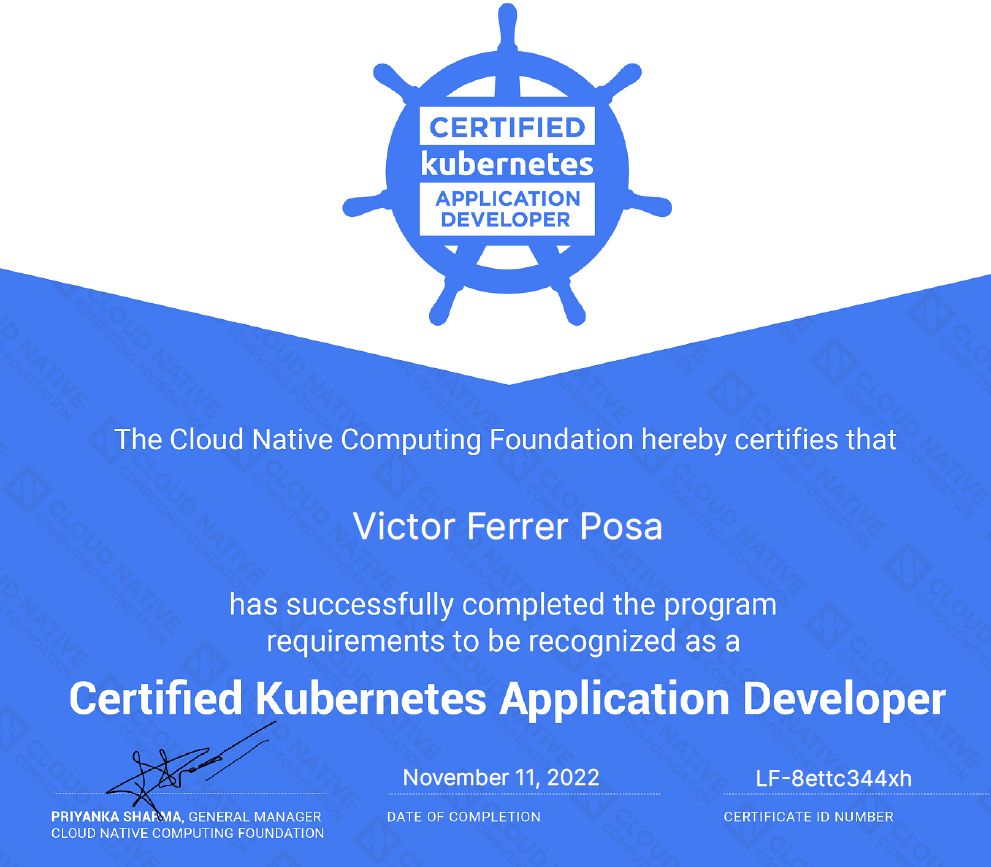 CERTIFIED
kubernetes
APPLICATION
DEVELOPER
The Cloud Native Computing Foundation hereby certifies that
Victor Ferrer Posa
has successfully completed the program
requirements to be recognized as a
Certified Kubernetes Application Developer
November 11, 2022
LF-8ettc344xh
PRIYANKA SHARMA, GENERAL MANAGER
CLOUD NATIVE COMPUTING FOUNDATION
DATE OF COMPLETION
CERTIFICATE ID NUMBER